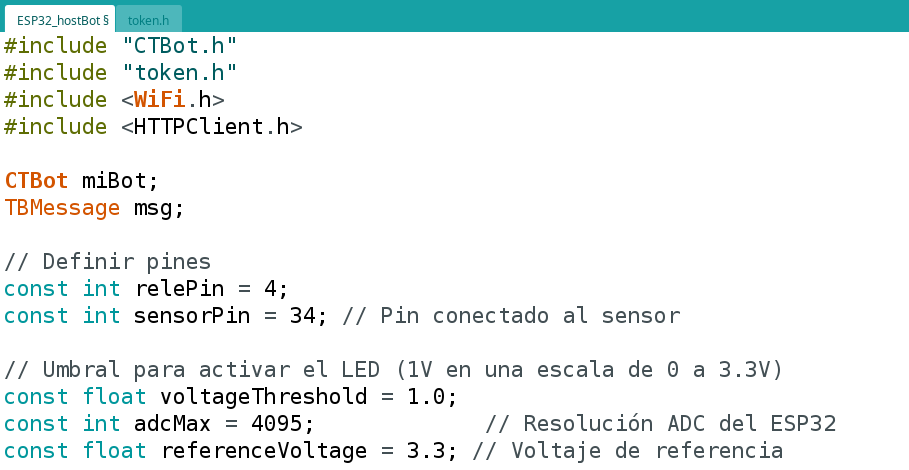 ESP32_hostBot § token.h
#include "CTBot.h"
#include "token.h"
#include <WiFi.h>
#include <HTTPClient.h>
CTBot miBot;
TBMessage msg;
// Definir pines
const int relePin = 4;
const int sensorPin = 34; // Pin conectado al sensor
// Umbral para activar el LED (1V en una escala de 0 a 3.3V)
const float voltageThreshold = 1.0;
const int adcMax = 4095;             // Resolución ADC del ESP32
const float referenceVoltage = 3.3; // Voltaje de referencia